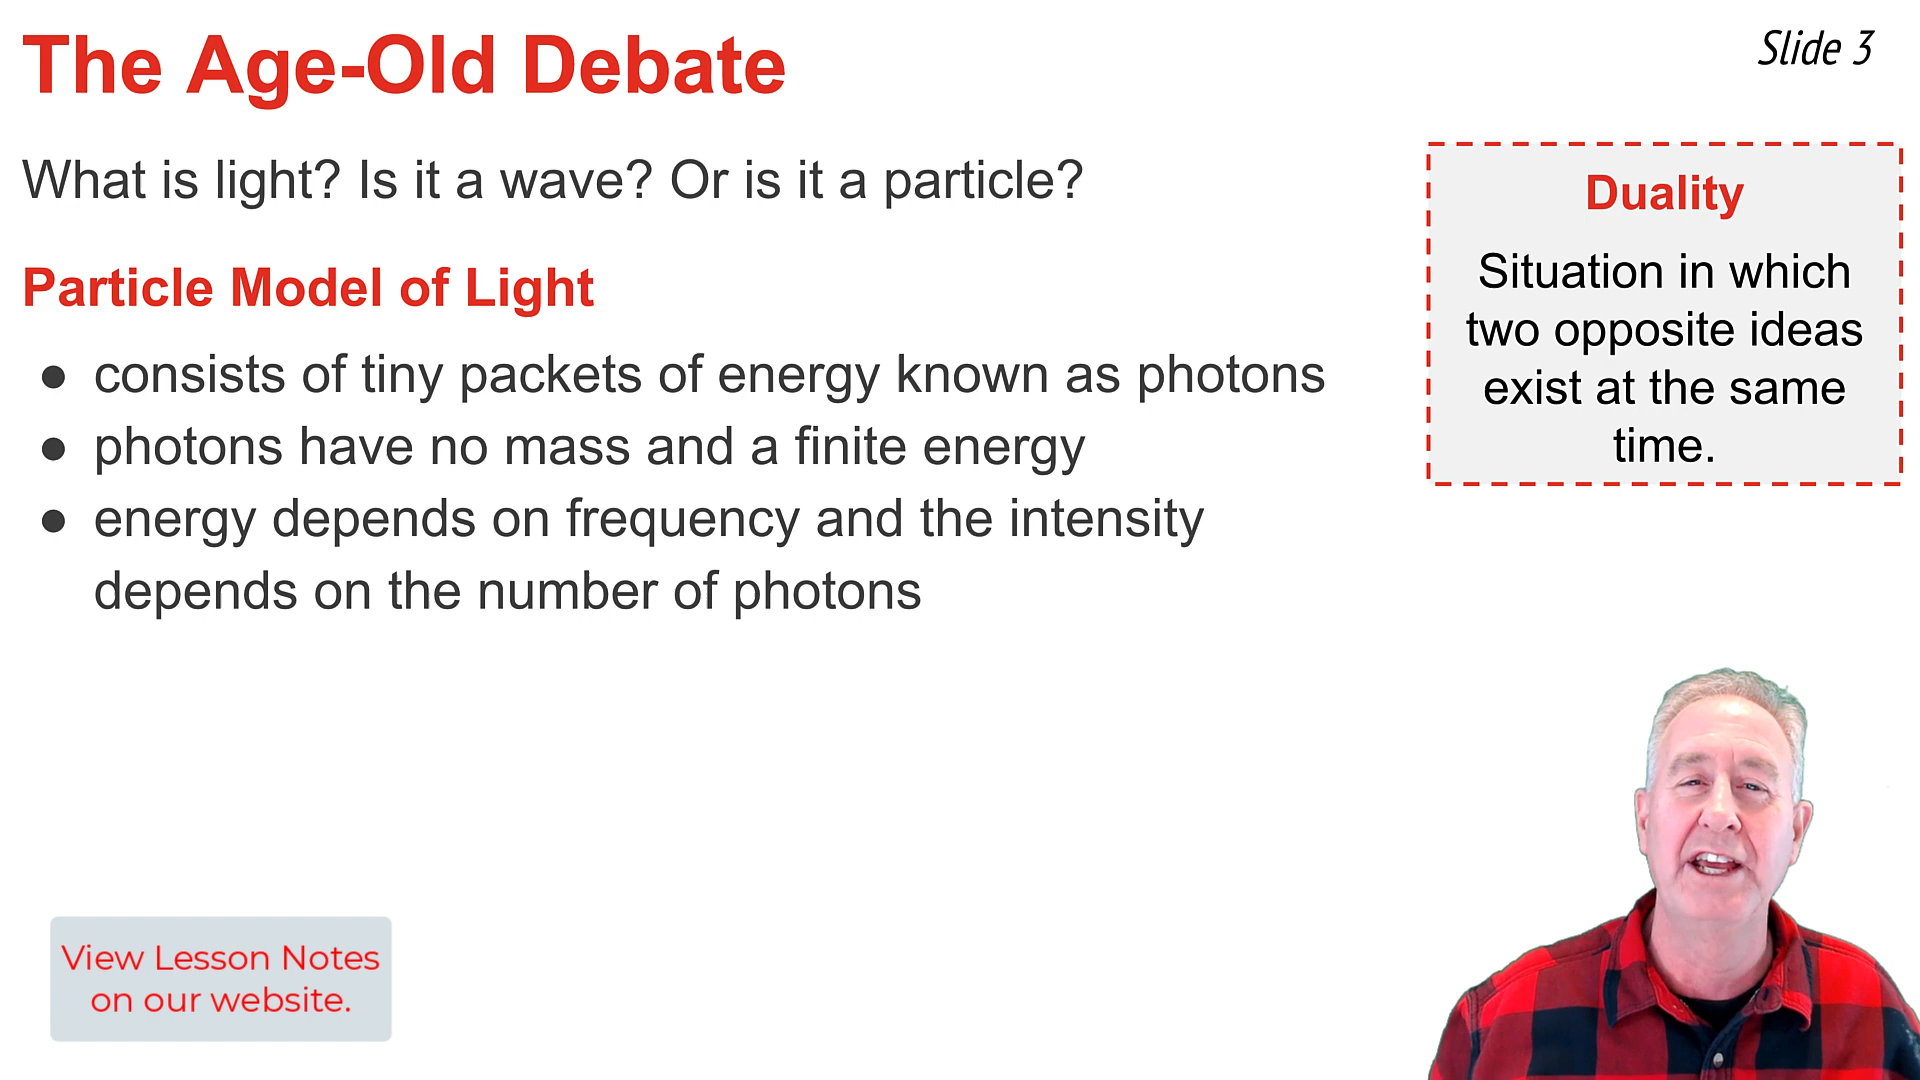 The Age-Old Debate
Slide 3
What is light? Is it a wave? Or is it a particle?
Particle Model of Light
● consists of tiny packets of energy known as photons
● photons have no mass and a finite energy
● energy depends on frequency and the intensity
depends on the number of photons
Duality
Situation in which
two opposite ideas
exist at the same
time.
View Lesson Notes
on our website.